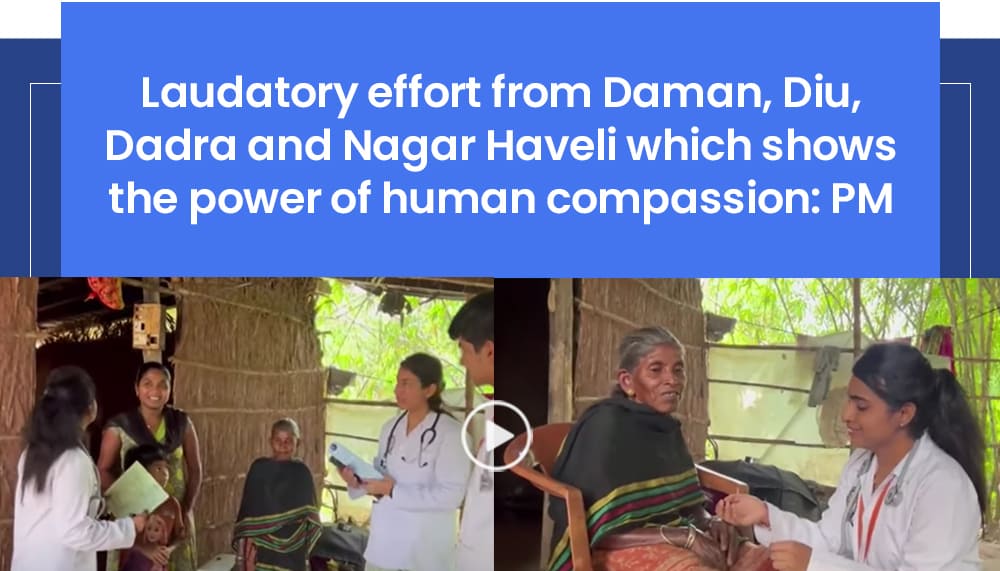 Laudatory effort from Daman, Diu,
Dadra and Nagar Haveli which shows
the power of human compassion: PM